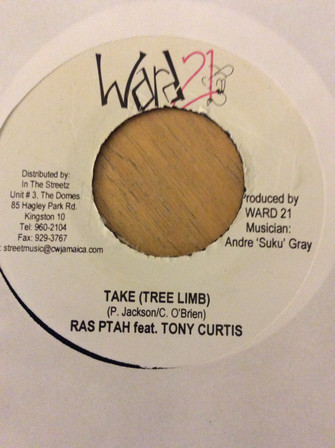 Ward 21
Distributed by:
In The Streetz
Unit # 3, The Domes
85 Hagley Park Rd.
Kingston 10
Tel: 960-2104
Fax: 929-3767
: streetmusic@cwjamaica.com
Produced by
WARD 21
Musician:
Andre 'Suku' Gray
TAKE (TREE LIMB)
(P. Jackson/C. O'Brien)
RAS PTAH feat. TONY CURTIS